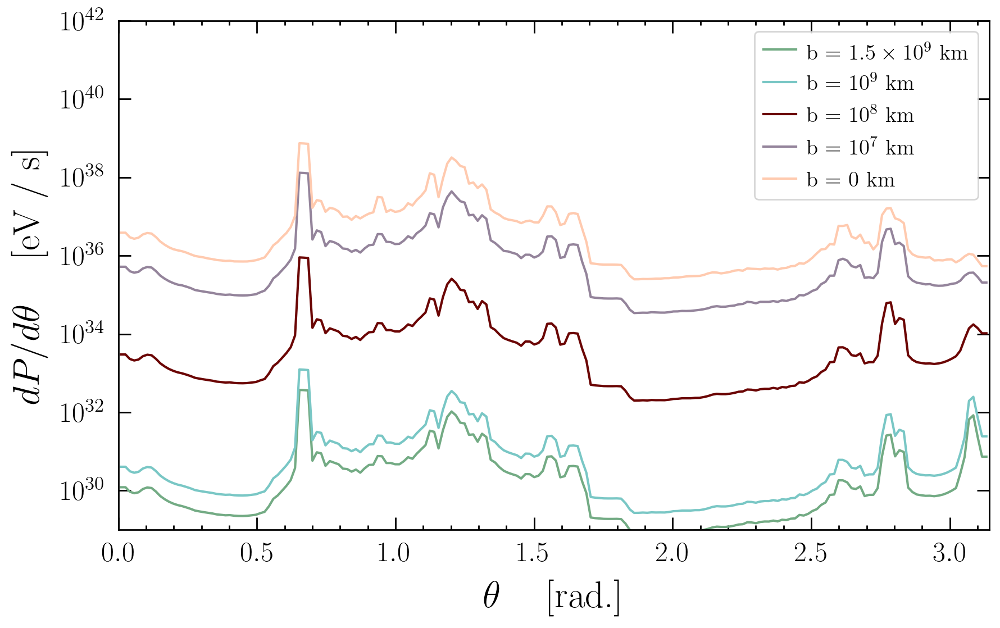 10^42
10^40
10^38
10^36
10^34
10^32
10^30
dP/dθ [eV / s]
b = 1.5 × 10^9 km
b = 10^9 km
b = 10^8 km
b = 10^7 km
b = 0 km
0.0 0.5 1.0 1.5 2.0 2.5 3.0
θ [rad.]